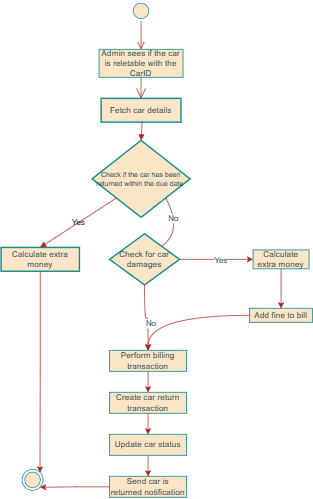 Admin sees if the car
is reletable with the
CarID
Fetch car details
Check if the car has been
returned within the due date
Yes
No
Calculate extra
money
Check for car
damages
Yes
Calculate
extra money
Add fine to bill
No
Perform billing
transaction
Create car return
transaction
Update car status
Send car is
returned notification